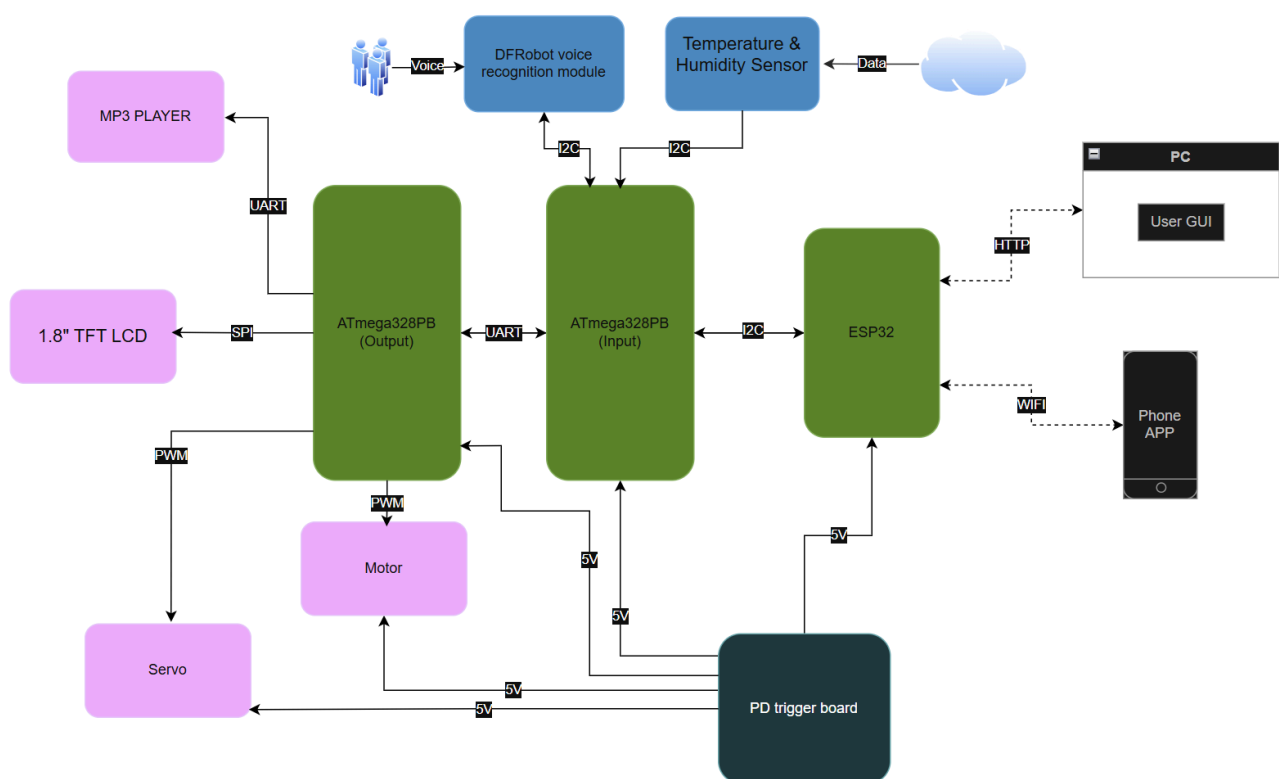 DFRobot voice
recognition module
Temperature &
Humidity Sensor
Voice
Data
MP3 PLAYER
I2C
I2C
PC
User GUI
UART
HTTP
1.8" TFT LCD
SPI
ATmega328PB
(Output)
UART
ATmega328PB
(Input)
I2C
ESP32
WIFI
Phone
APP
PWM
PWM
Motor
5V
5V
5V
Servo
5V
5V
PD trigger board